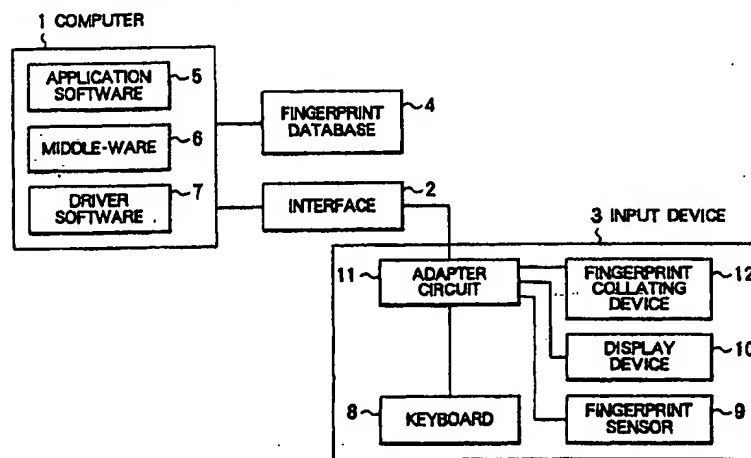 1 COMPUTER
APPLICATION
SOFTWARE
5
MIDDLE-WARE
6
DRIVER
SOFTWARE
7
FINGERPRINT
DATABASE
4
INTERFACE
2
3 INPUT DEVICE
11
ADAPTER
CIRCUIT
FINGERPRINT
COLLATING
DEVICE
12
DISPLAY
DEVICE
10
8
KEYBOARD
FINGERPRINT
SENSOR
9